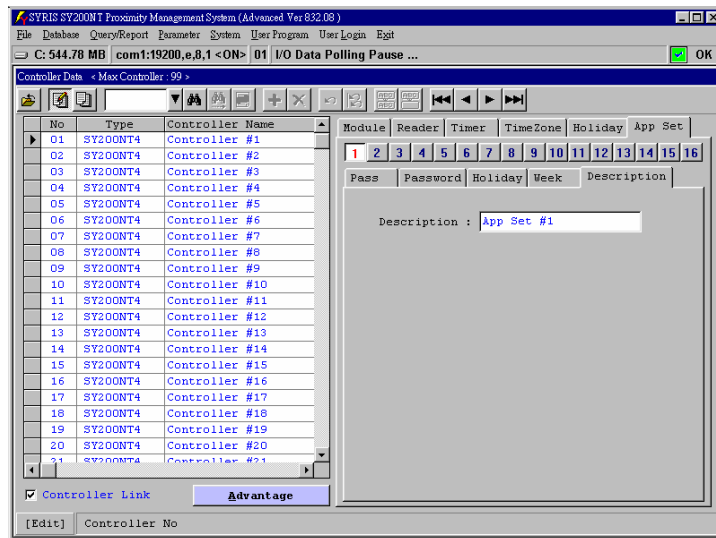 SYRIS SY200NT Proximity Management System (Advanced Ver 832.08 )
File Database Query/Report Parameter System User Program User Login Exit
C: 544.78 MB com1:19200,e,8,1 <ON> 01 I/O Data Polling Pause ... OK
Controller Data < Max Controller : 99 >
No Type Controller Name
01 SY200NT4 Controller #1
02 SY200NT4 Controller #2
03 SY200NT4 Controller #3
04 SY200NT4 Controller #4
05 SY200NT4 Controller #5
06 SY200NT4 Controller #6
07 SY200NT4 Controller #7
08 SY200NT4 Controller #8
09 SY200NT4 Controller #9
10 SY200NT4 Controller #10
11 SY200NT4 Controller #11
12 SY200NT4 Controller #12
13 SY200NT4 Controller #13
14 SY200NT4 Controller #14
15 SY200NT4 Controller #15
16 SY200NT4 Controller #16
17 SY200NT4 Controller #17
18 SY200NT4 Controller #18
19 SY200NT4 Controller #19
20 SY200NT4 Controller #20
21 SY200NT4 Controller #21
Controller Link Advantage
Module Reader Timer TimeZone Holiday App Set
1 2 3 4 5 6 7 8 9 10 11 12 13 14 15 16
Pass Password Holiday Week Description
Description : App Set #1
[Edit] Controller No